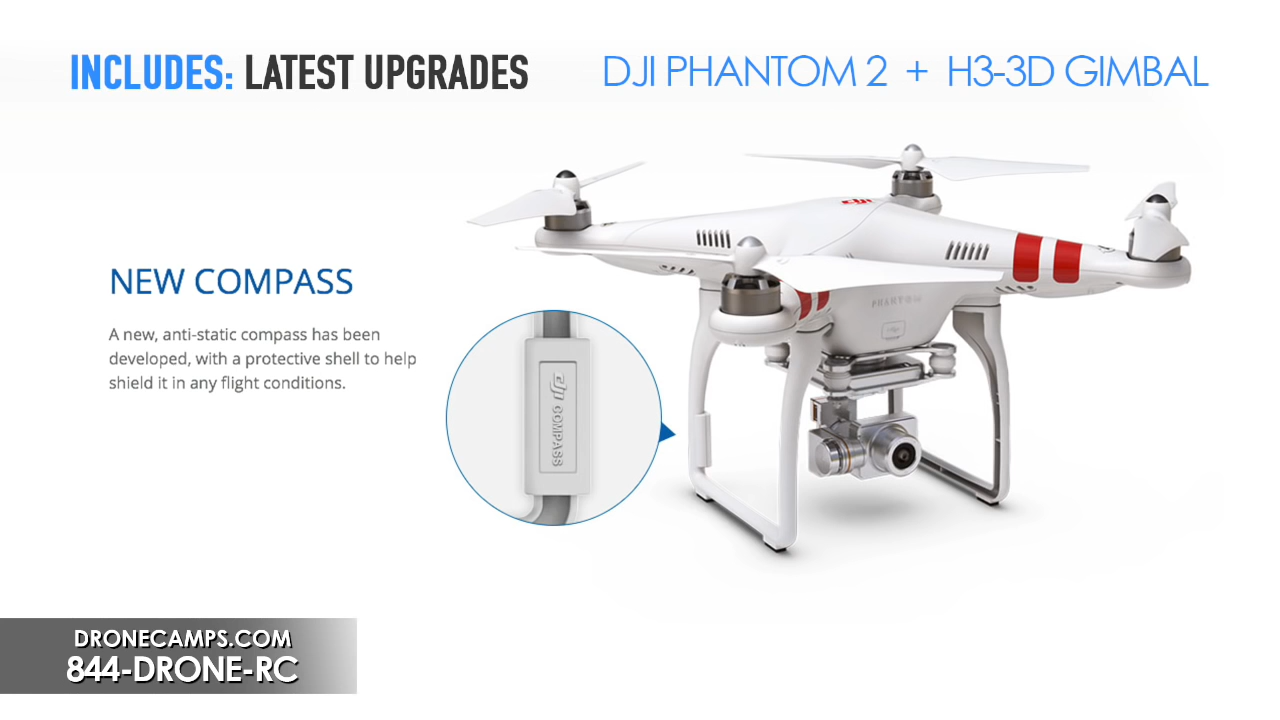 INCLUDES: LATEST UPGRADES
DJI PHANTOM 2 + H3-3D GIMBAL
NEW COMPASS
A new, anti-static compass has been
developed, with a protective shell to help
shield it in any flight conditions.
dji COMPASS
dji
PHANTOM
DRONECAMPS.COM
844-DRONE-RC